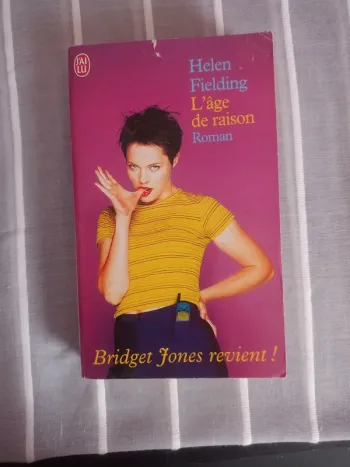 J'AI
LU
Helen
Fielding
L'âge
de raison
Roman
Bridget Jones revient !